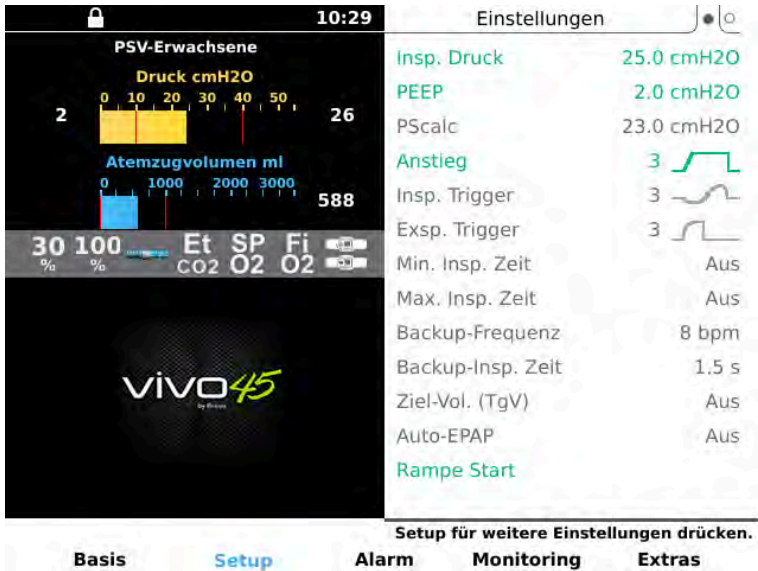 10:29
PSV-Erwachsene
Druck cmH2O
0 10 20 30 40 50
2 26
Atemzugvolumen ml
0 1000 2000 3000
588
30 % 100 % Et CO2 SP O2 Fi O2
vivo 45
by Breas
Einstellungen
Insp. Druck 25.0 cmH2O
PEEP 2.0 cmH2O
PScalc 23.0 cmH2O
Anstieg 3
Insp. Trigger 3
Exsp. Trigger 3
Min. Insp. Zeit Aus
Max. Insp. Zeit Aus
Backup-Frequenz 8 bpm
Backup-Insp. Zeit 1.5 s
Ziel-Vol. (TgV) Aus
Auto-EPAP Aus
Rampe Start
Setup für weitere Einstellungen drücken.
Basis Setup Alarm Monitoring Extras